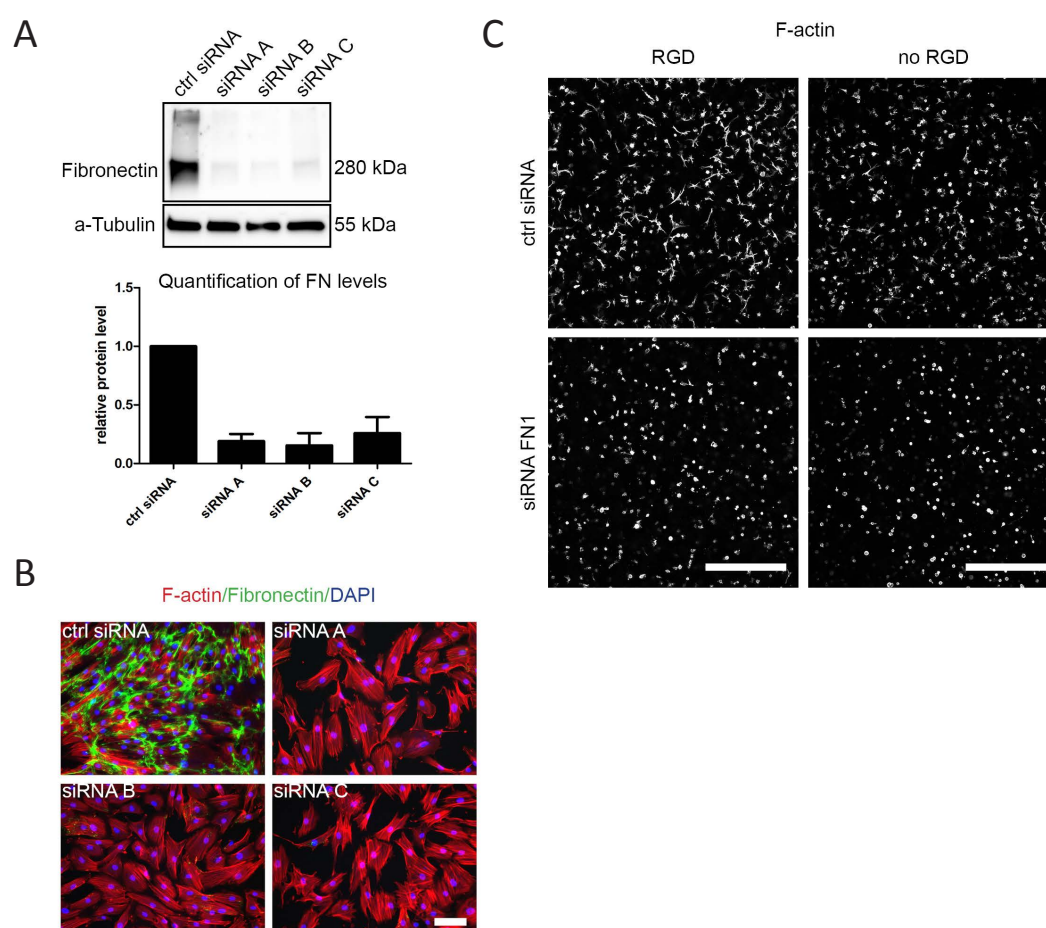 A
ctrl siRNA
siRNA A
siRNA B
siRNA C
Fibronectin
280 kDa
a-Tubulin
55 kDa
Quantification of FN levels
relative protein level
1.5
1.0
0.5
0.0
ctrl siRNA
siRNA A
siRNA B
siRNA C
B
F-actin/Fibronectin/DAPI
ctrl siRNA
siRNA A
siRNA B
siRNA C
C
F-actin
RGD
no RGD
ctrl siRNA
siRNA FN1